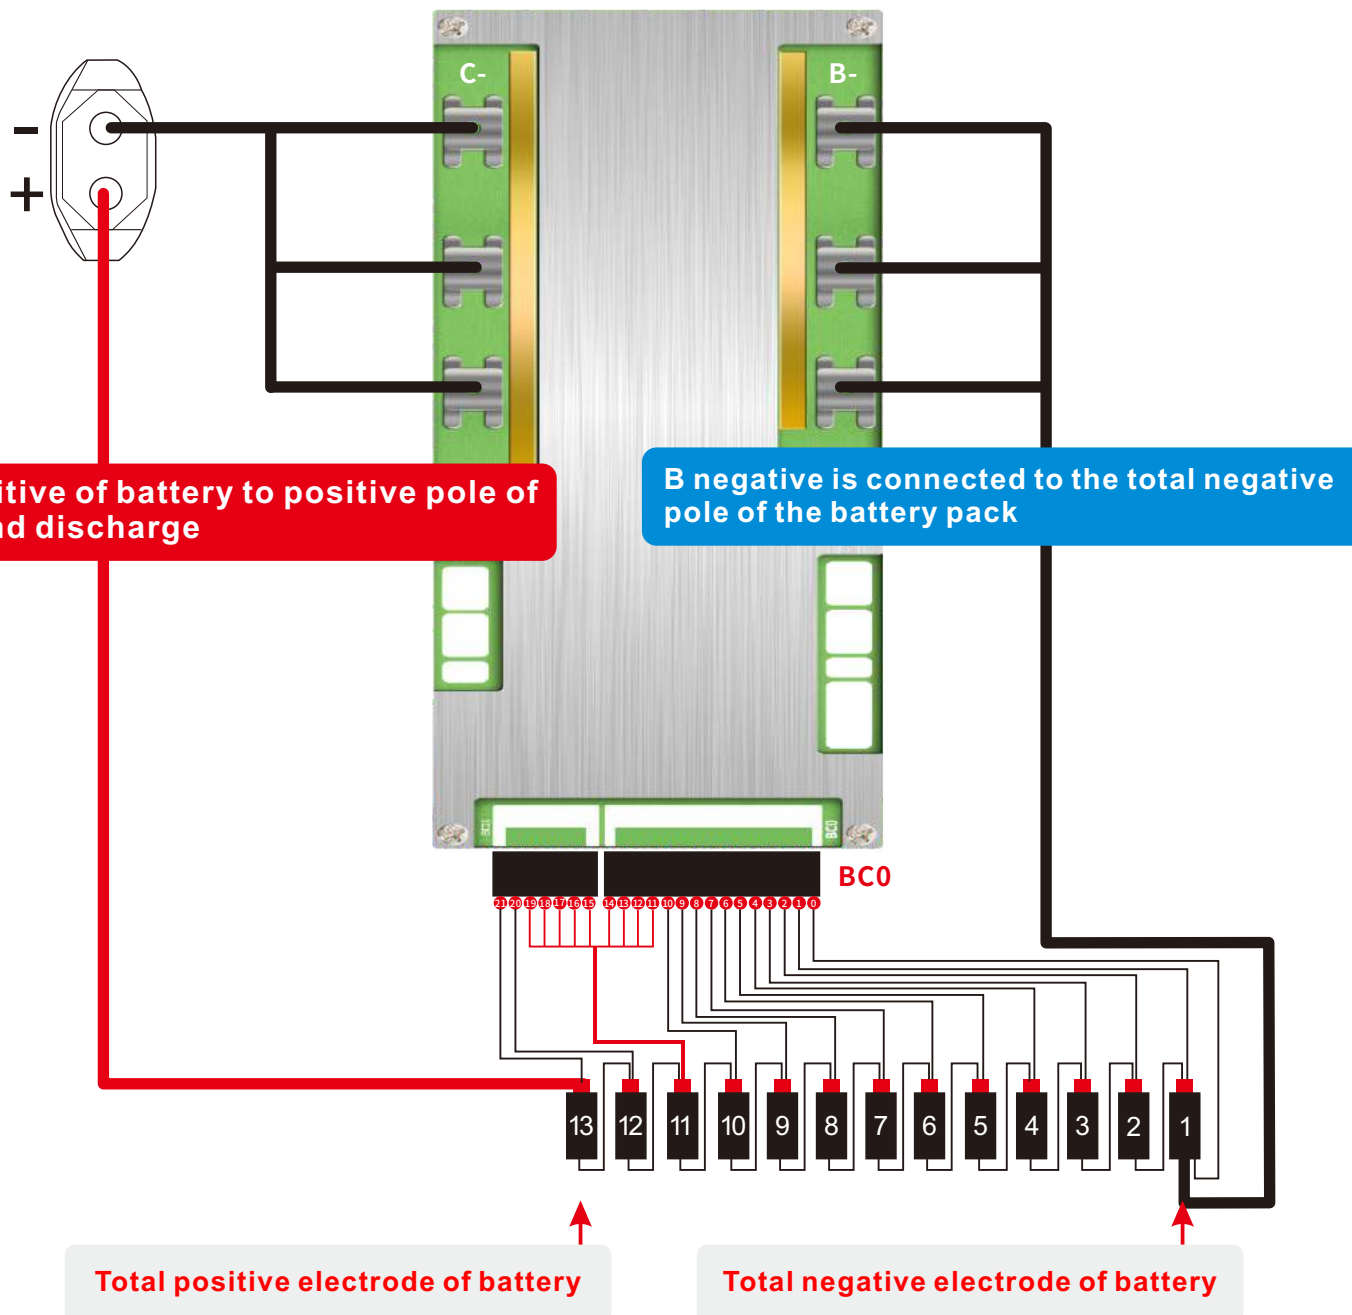 C-
B-
-
+
itive of battery to positive pole of
nd discharge
B negative is connected to the total negative
pole of the battery pack
BC0
BC0
21 20 19 18 17 16 15 14 13 12 11 10 9 8 7 6 5 4 3 2 1 0
13 12 11 10 9 8 7 6 5 4 3 2 1
Total positive electrode of battery
Total negative electrode of battery